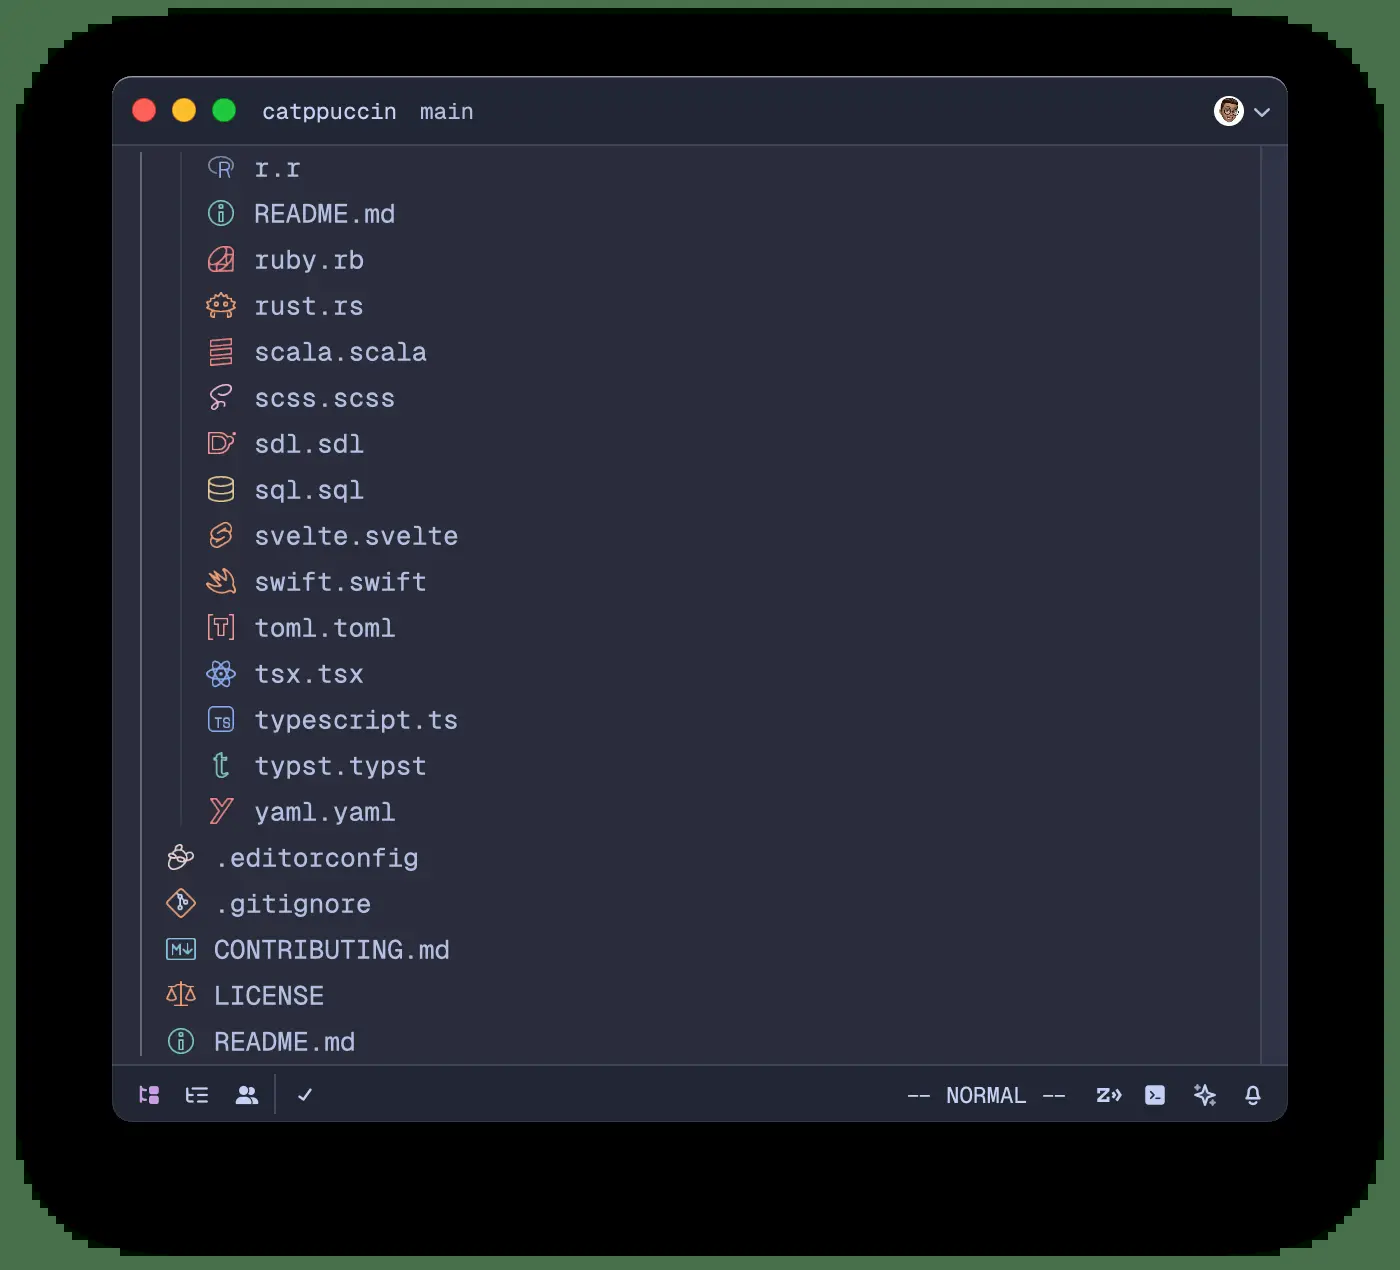 catppuccin main
r.r
README.md
ruby.rb
rust.rs
scala.scala
scss.scss
sdl.sdl
sql.sql
svelte.svelte
swift.swift
toml.toml
tsx.tsx
TS typescript.ts
typst.typst
yaml.yaml
.editorconfig
.gitignore
CONTRIBUTING.md
LICENSE
README.md
-- NORMAL --